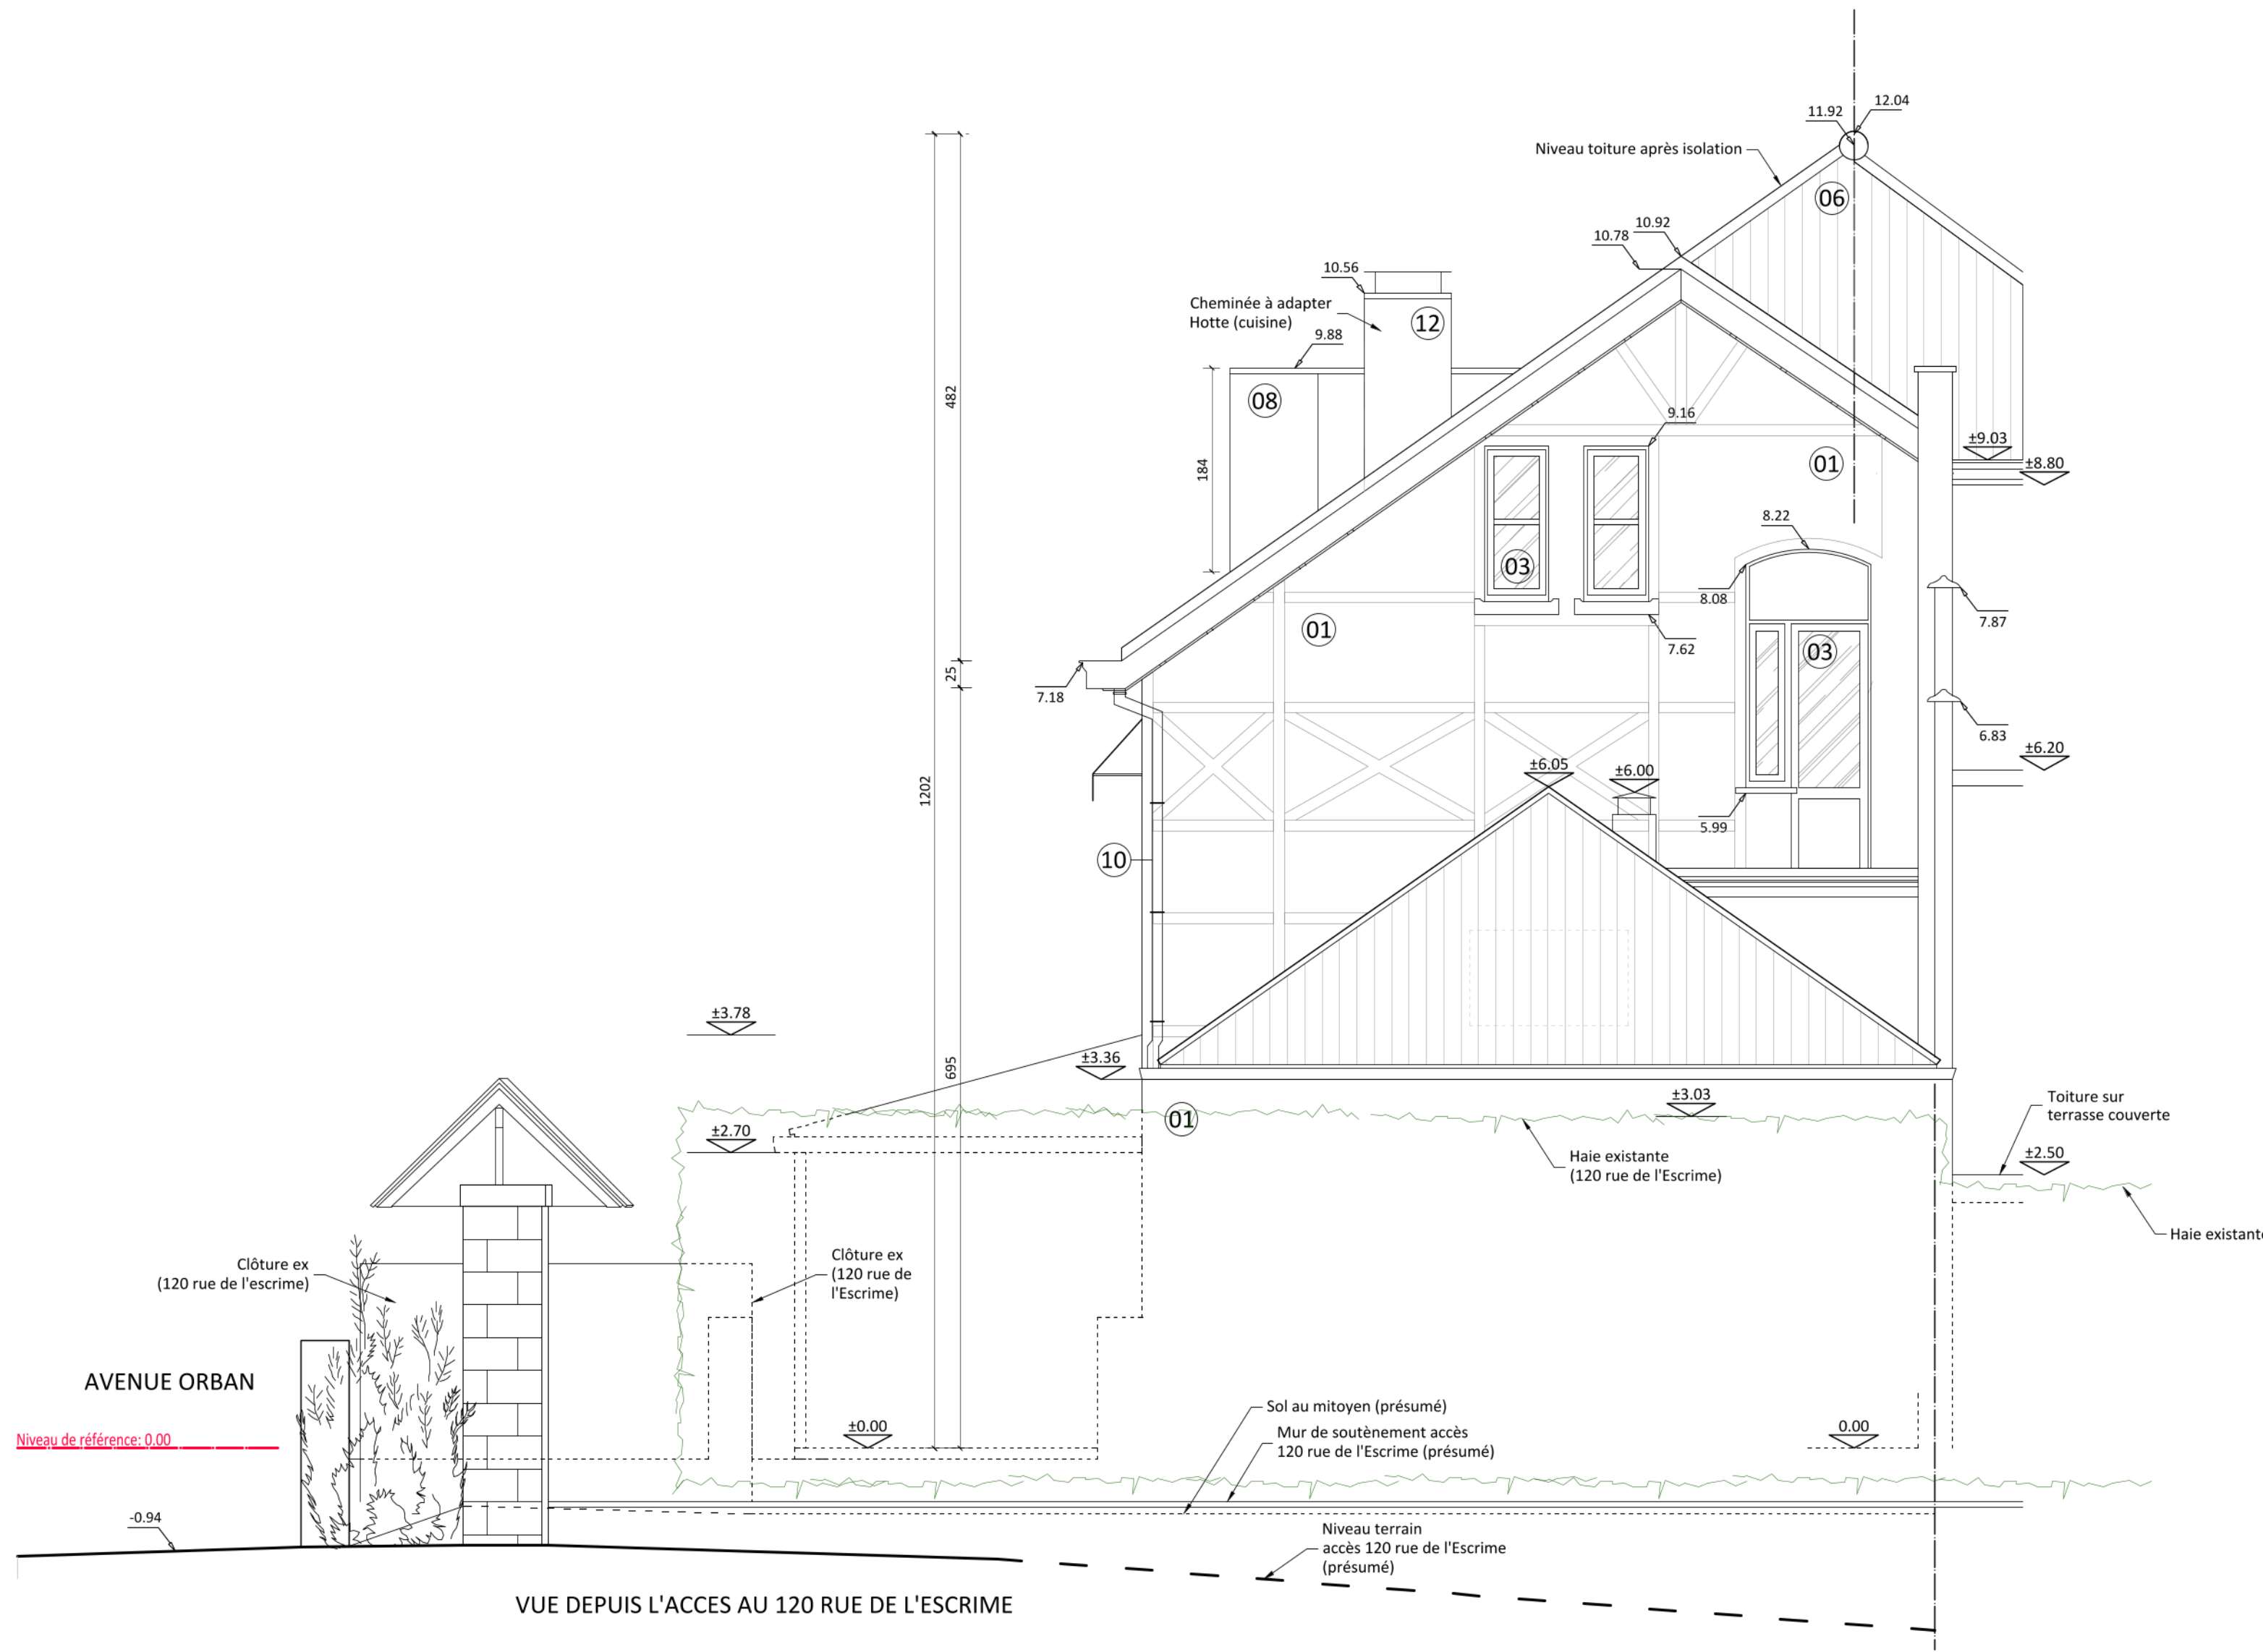 12.04
11.92
Niveau toiture après isolation
06
10.92
10.78
10.56
Cheminée à adapter
Hotte (cuisine)
12
9.88
482
08
9.16
184
01
±9.03
±8.80
8.22
03
8.08
01
7.87
7.62
03
25
7.18
6.83
±6.20
±6.05
±6.00
1202
5.99
10
±3.78
695
±3.36
±3.03
01
Toiture sur
terrasse couverte
±2.70
±2.50
Haie existante
(120 rue de l'Escrime)
Haie existante
Clôture ex
(120 rue de l'escrime)
Clôture ex
(120 rue de
l'Escrime)
AVENUE ORBAN
Niveau de référence: 0.00
Sol au mitoyen (présumé)
±0.00
0.00
Mur de soutènement accès
120 rue de l'Escrime (présumé)
-0.94
Niveau terrain
accès 120 rue de l'Escrime
(présumé)
VUE DEPUIS L'ACCES AU 120 RUE DE L'ESCRIME